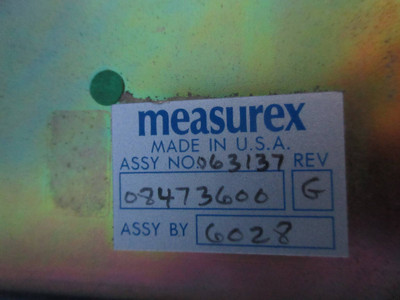 measurex
MADE IN U.S.A.
ASSY NO.063137 REV
08473600 G
ASSY BY 6028